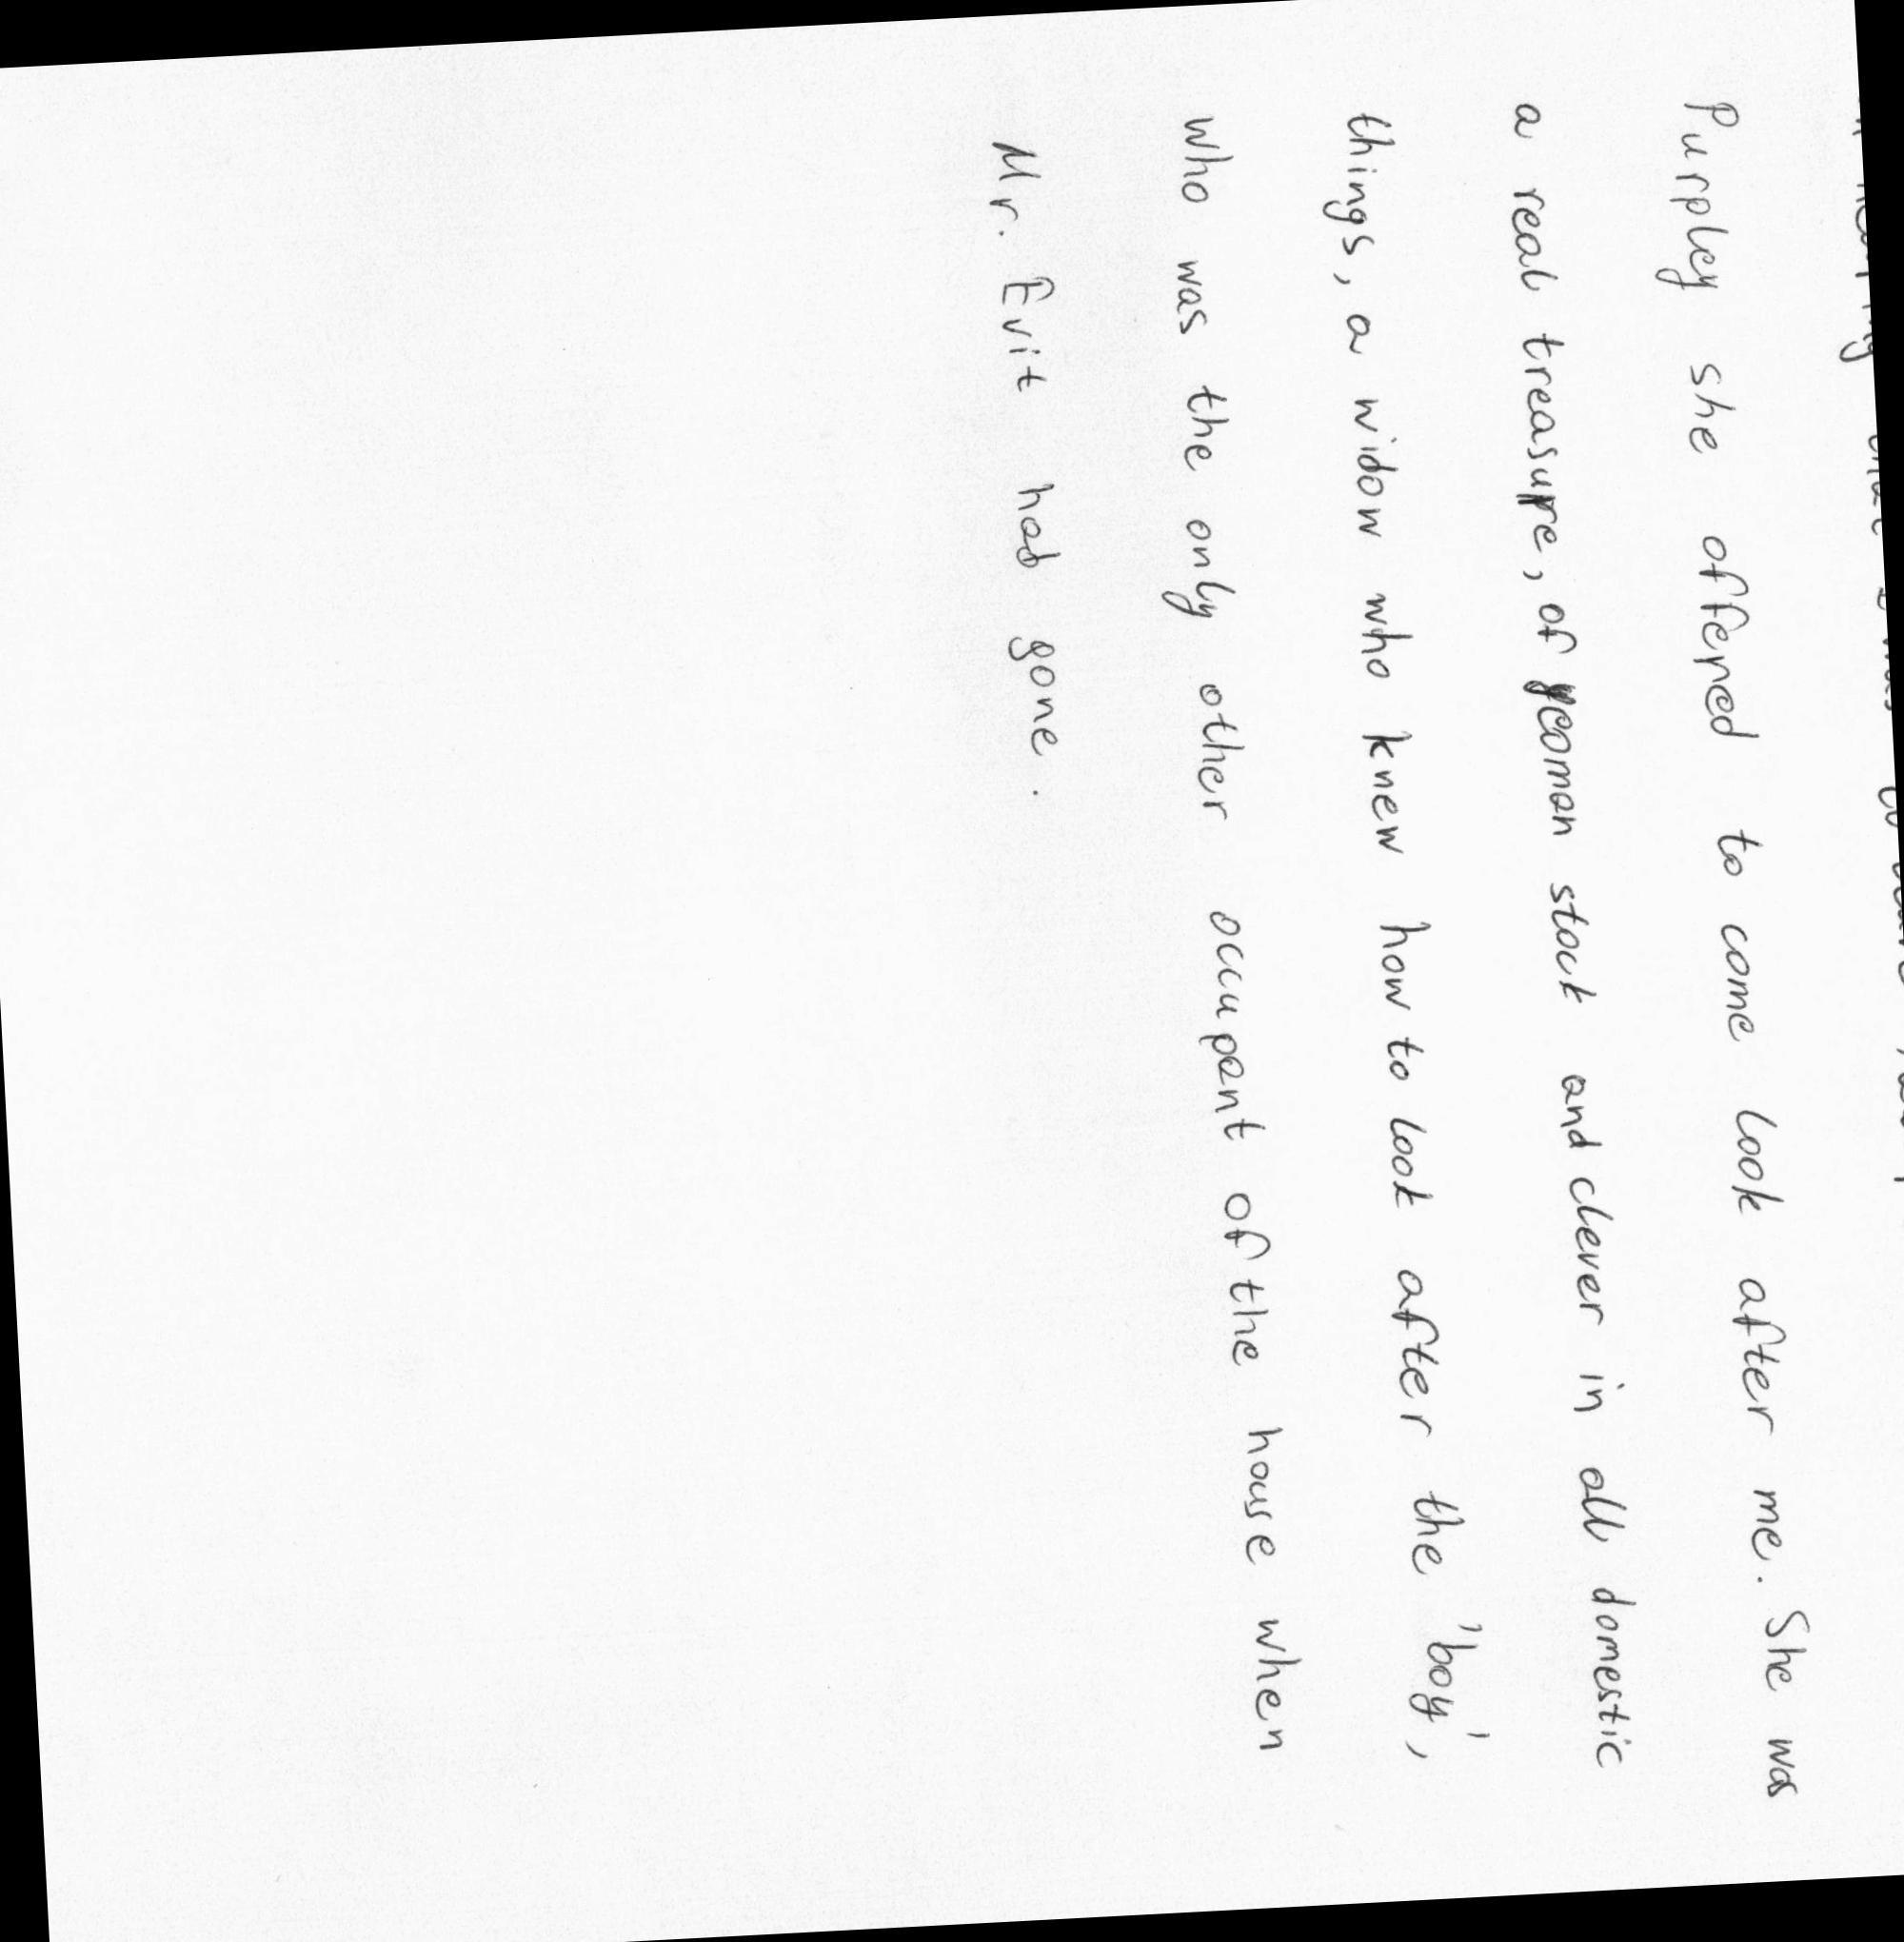 Purpley she offered to come look after me. She was
a real treasure, of yeoman stock and clever in all domestic
things, a widow who knew how to look after the 'boy',
who was the only other occupant of the house when
Mr. Evit had gone.